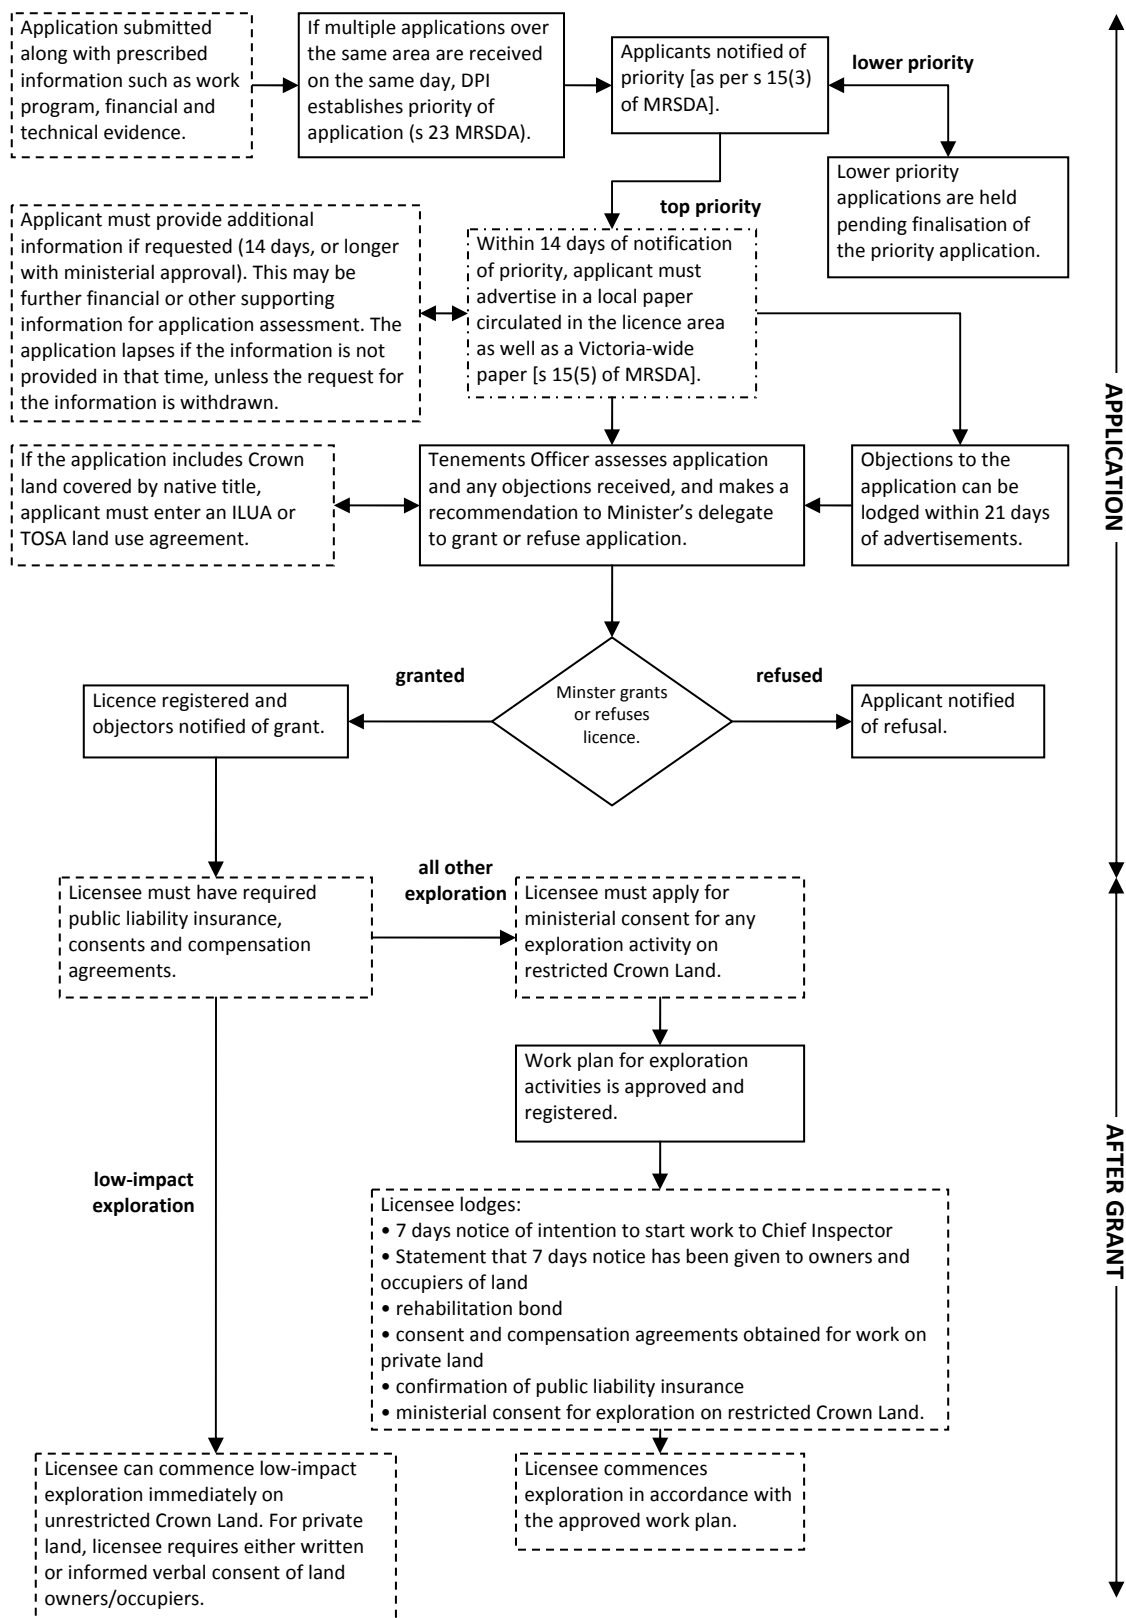 Application submitted
along with prescribed
information such as work
program, financial and
technical evidence.
If multiple applications over
the same area are received
on the same day, DPI
establishes priority of
application (s 23 MRSDA).
Applicants notified of
priority [as per s 15(3)
of MRSDA].
lower priority
Lower priority
applications are held
pending finalisation of
the priority application.
top priority
Applicant must provide additional
information if requested (14 days, or longer
with ministerial approval). This may be
further financial or other supporting
information for application assessment. The
application lapses if the information is not
provided in that time, unless the request for
the information is withdrawn.
Within 14 days of notification
of priority, applicant must
advertise in a local paper
circulated in the licence area
as well as a Victoria-wide
paper [s 15(5) of MRSDA].
APPLICATION
If the application includes Crown
land covered by native title,
applicant must enter an ILUA or
TOSA land use agreement.
Tenements Officer assesses application
and any objections received, and makes a
recommendation to Minister's delegate
to grant or refuse application.
Objections to the
application can be
lodged within 21 days
of advertisements.
granted
refused
Licence registered and
objectors notified of grant.
Minster grants
or refuses
licence.
Applicant notified
of refusal.
all other
exploration
Licensee must have required
public liability insurance,
consents and compensation
agreements.
Licensee must apply for
ministerial consent for any
exploration activity on
restricted Crown Land.
Work plan for exploration
activities is approved and
registered.
AFTER GRANT
low-impact
exploration
Licensee lodges:
• 7 days notice of intention to start work to Chief Inspector
• Statement that 7 days notice has been given to owners and
occupiers of land
• rehabilitation bond
• consent and compensation agreements obtained for work on
private land
• confirmation of public liability insurance
• ministerial consent for exploration on restricted Crown Land.
Licensee can commence low-impact
exploration immediately on
unrestricted Crown Land. For private
land, licensee requires either written
or informed verbal consent of land
owners/occupiers.
Licensee commences
exploration in accordance with
the approved work plan.